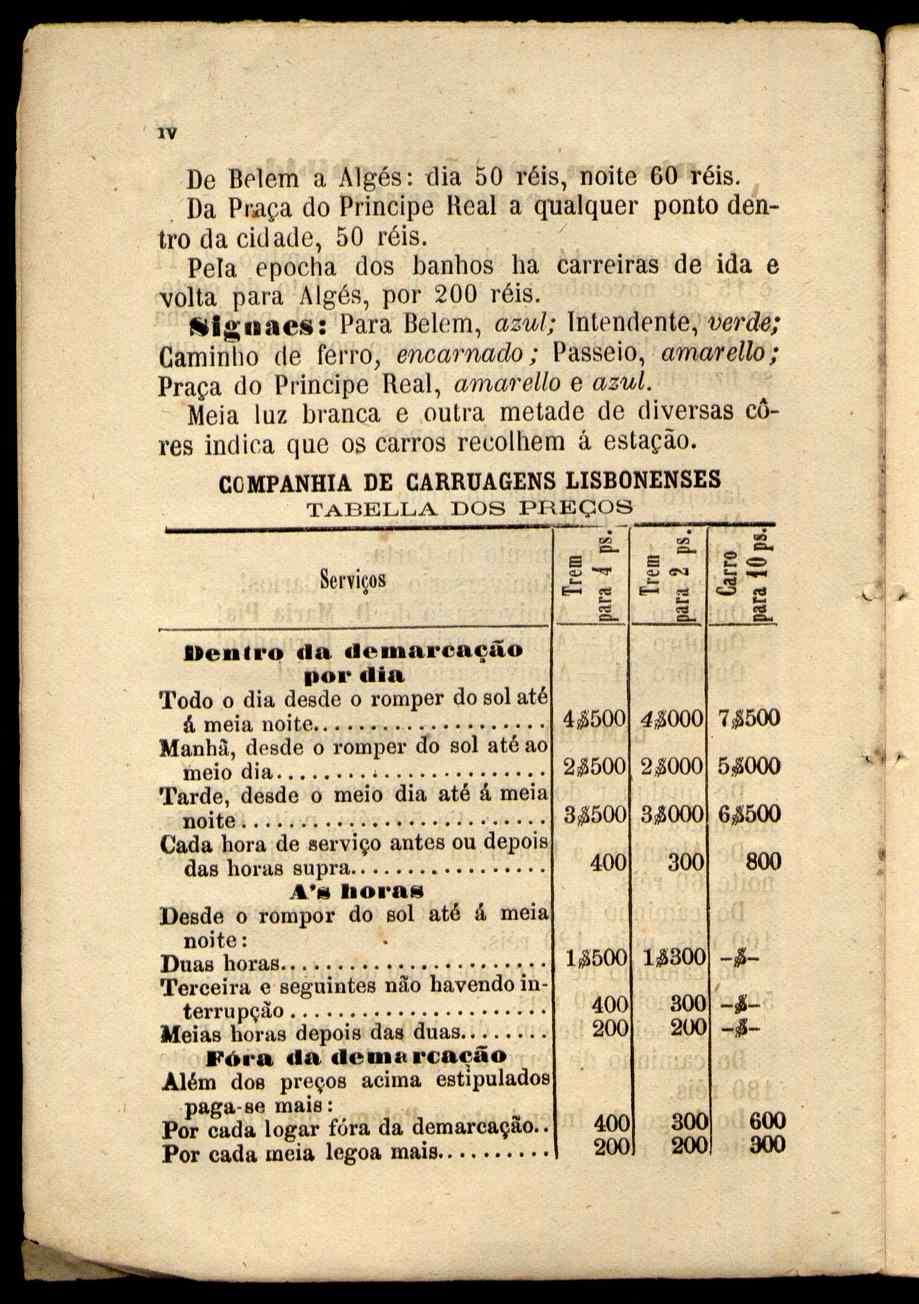 IV
De Belem a Algés: dia 50 réis, noite 60 réis.
Da Praça do Principe Real a qualquer ponto den-
tro da cidade, 50 réis.
Pela epocha dos banhos ha carreiras de ida e
volta para Algés, por 200 réis.
Signaes: Para Belem, azul; Intendente, verde;
Caminho de ferro, encarnado; Passeio, amarello;
Praça do Principe Real, amarello e azul.
Meia luz branca e outra metade de diversas cô-
res indica que os carros recolhem á estação.
COMPANHIA DE CARRUAGENS LISBONENSES
TABELLA DOS PREÇOS
Serviços | Trem para 4 ps. | Trem para 2 ps. | Carro para 10 ps.
Dentro da demarcação
por dia
Todo o dia desde o romper do sol até
á meia noite..................... 4$500 4$000 7$500
Manhã, desde o romper do sol até ao
meio dia........................ 2$500 2$000 5$000
Tarde, desde o meio dia até á meia
noite........................... 3$500 3$000 6$500
Cada hora de serviço antes ou depois
das horas supra.................. 400 300 800
A's horas
Desde o rompor do sol até á meia
noite:
Duas horas....................... 1$500 1$300 -$-
Terceira e seguintes não havendo in-
terrupção....................... 400 300 -$-
Meias horas depois das duas........ 200 200 -$-
Fóra da demarcação
Além dos preços acima estipulados
paga-se mais:
Por cada logar fóra da demarcação.. 400 300 600
Por cada meia legoa mais.......... 200 200 300